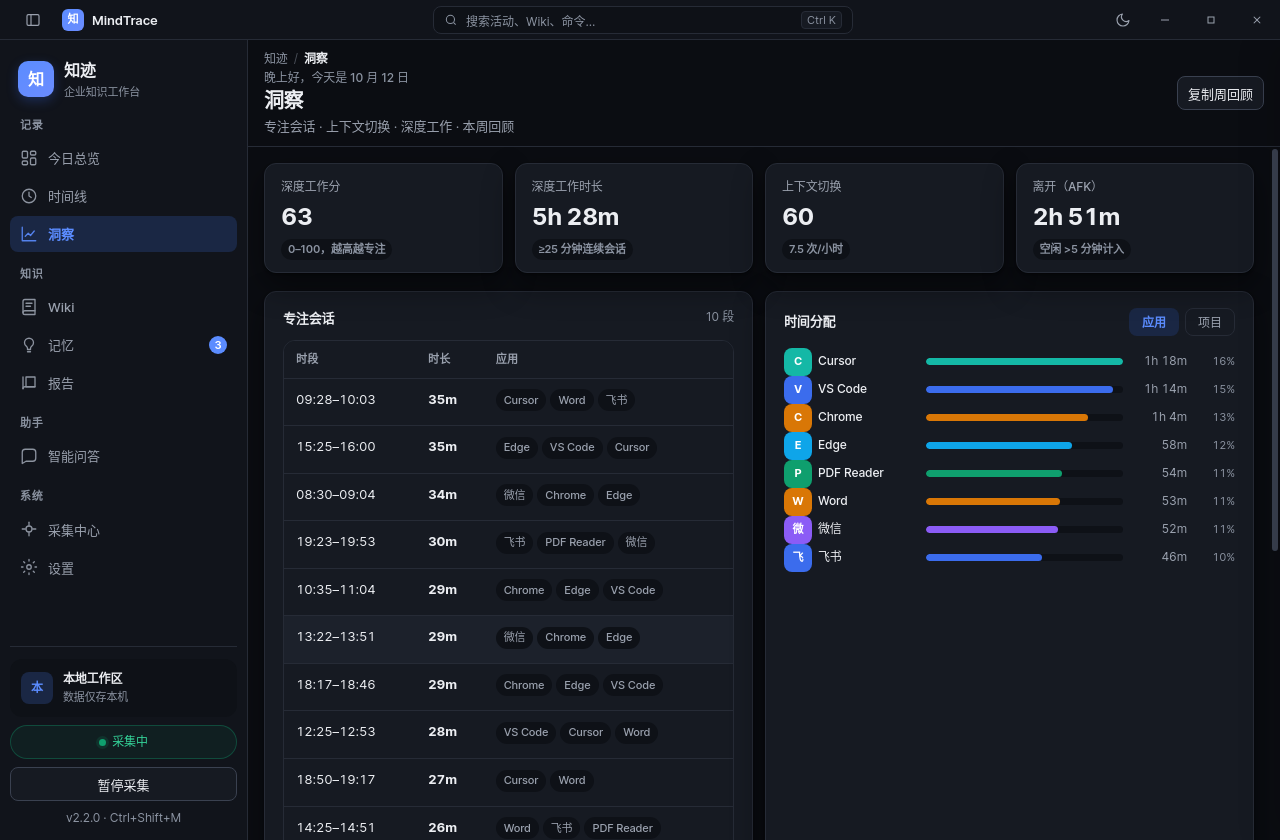 知 MindTrace
搜索活动、Wiki、命令... Ctrl K
知 知迹
企业知识工作台
记录
今日总览
时间线
洞察
知识
Wiki
记忆 3
报告
助手
智能问答
系统
采集中心
设置
本 本地工作区
数据仅存本机
采集中
暂停采集
v2.2.0 · Ctrl+Shift+M
知迹 / 洞察
晚上好，今天是 10 月 12 日
洞察
专注会话 · 上下文切换 · 深度工作 · 本周回顾
复制周回顾
深度工作分
63
0–100，越高越专注
深度工作时长
5h 28m
≥25 分钟连续会话
上下文切换
60
7.5 次/小时
离开（AFK）
2h 51m
空闲 >5 分钟计入
专注会话 10 段
时段 时长 应用
09:28–10:03 35m Cursor Word 飞书
15:25–16:00 35m Edge VS Code Cursor
08:30–09:04 34m 微信 Chrome Edge
19:23–19:53 30m 飞书 PDF Reader 微信
10:35–11:04 29m Chrome Edge VS Code
13:22–13:51 29m 微信 Chrome Edge
18:17–18:46 29m Chrome Edge VS Code
12:25–12:53 28m VS Code Cursor Word
18:50–19:17 27m Cursor Word
14:25–14:51 26m Word 飞书 PDF Reader
时间分配 应用 项目
C Cursor 1h 18m 16%
V VS Code 1h 14m 15%
C Chrome 1h 4m 13%
E Edge 58m 12%
P PDF Reader 54m 11%
W Word 53m 11%
微 微信 52m 11%
飞 飞书 46m 10%